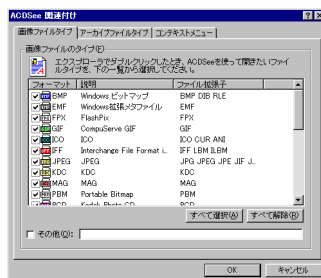 ACDSee 関連付け
画像ファイルタイプ アーカイブファイルタイプ コンテキストメニュー
画像ファイルのタイプ(E)
エクスプローラでダブルクリックしたとき、ACDSeeを使って開きたいファイルタイプを、下の一覧から選択してください。
フォーマット 説明 ファイル拡張子
BMP Windows ビットマップ BMP DIB RLE
EMF Windows拡張メタファイル EMF
FPX FlashPix FPX
GIF CompuServe GIF GIF
ICO ICO ICO CUR ANI
IFF Interchange File Format i.. IFF LBM ILBM
JPEG JPEG JPG JPEG JPE JIF J..
KDC KDC KDC
MAG MAG MAG
PBM Portable Bitmap PBM
PCD Kodak Photo CD PCD
すべて選択(A) すべて解除(R)
その他(O):
OK キャンセル